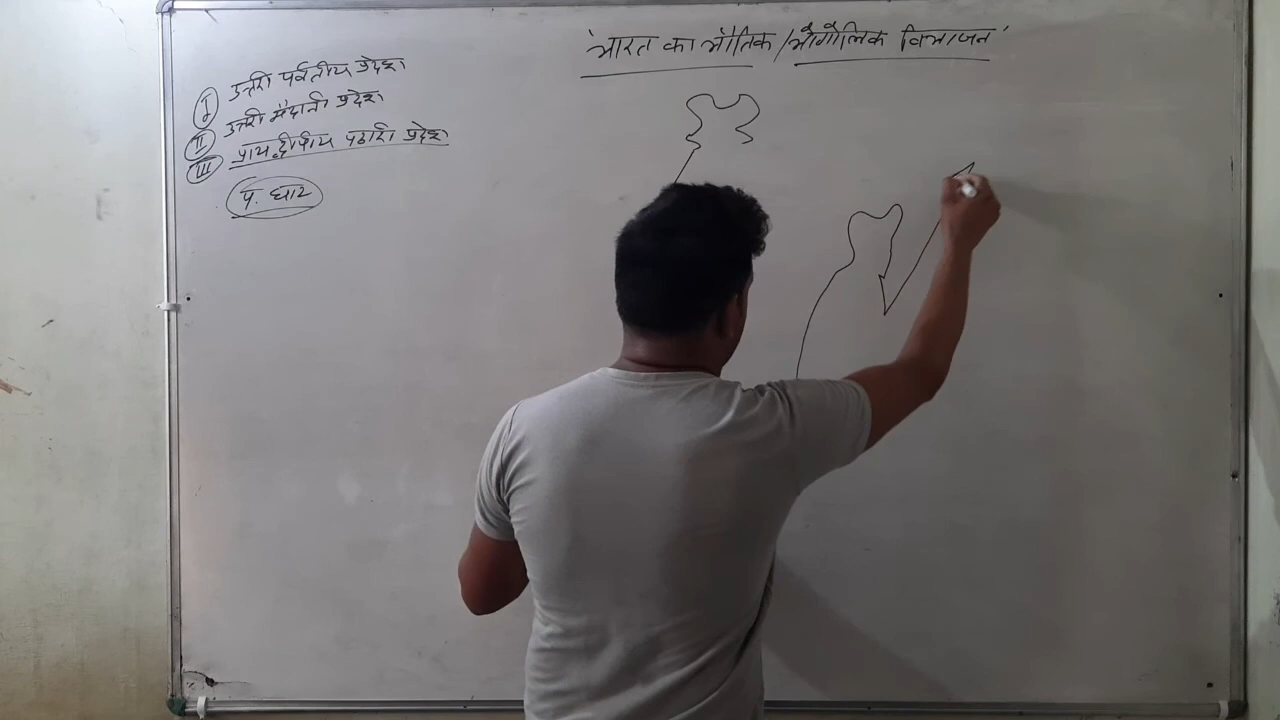 'भारत का भौतिक/भौगोलिक विभाजन'
I उत्तरी पर्वतीय प्रदेश
II उत्तरी मैदानी प्रदेश
III प्रायद्वीपीय पठारी प्रदेश
प. घाट